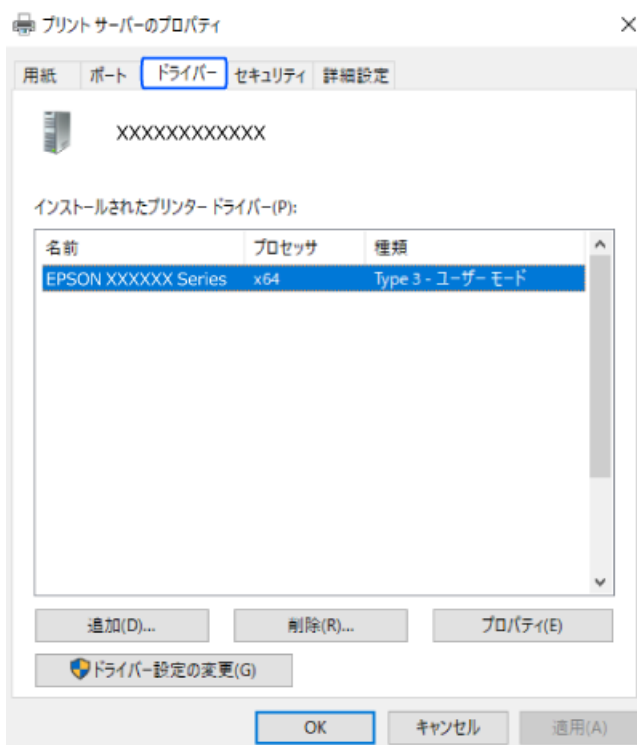 プリント サーバーのプロパティ
用紙 ポート ドライバー セキュリティ 詳細設定
XXXXXXXXXXXX
インストールされたプリンター ドライバー(P):
名前 プロセッサ 種類
EPSON XXXXXX Series x64 Type 3 - ユーザー モード
追加(D)... 削除(R)... プロパティ(E)
ドライバー設定の変更(G)
OK キャンセル 適用(A)